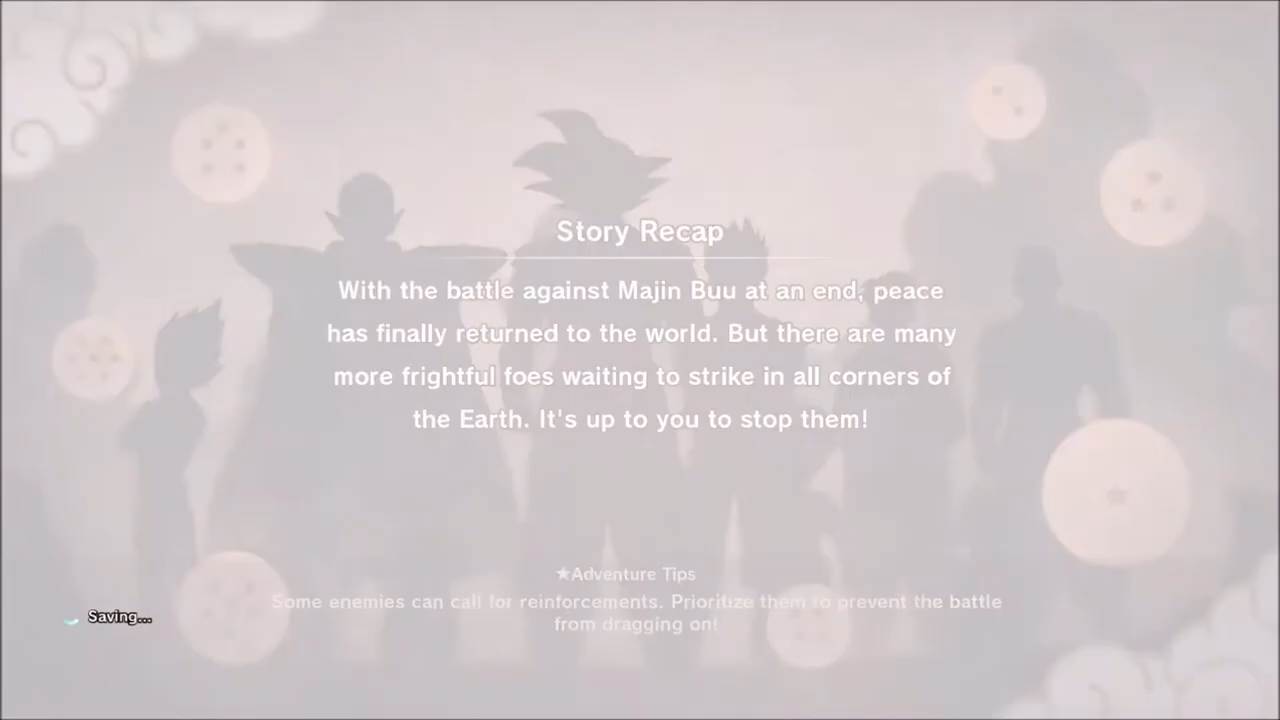 Story Recap
With the battle against Majin Buu at an end, peace
has finally returned to the world. But there are many
more frightful foes waiting to strike in all corners of
the Earth. It's up to you to stop them!
★Adventure Tips
Some enemies can call for reinforcements. Prioritize them to prevent the battle
from dragging on!
Saving...